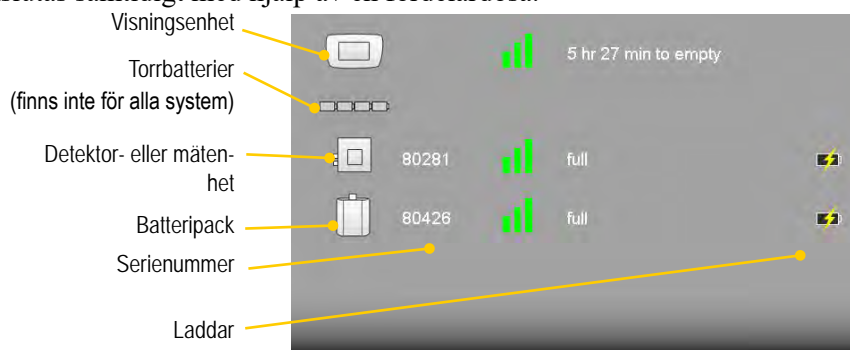 Visningsenhet
5 hr 27 min to empty
Torrbatterier
(finns inte för alla system)
Detektor- eller mäten-
het
80281 full
Batteripack
80426 full
Serienummer
Laddar